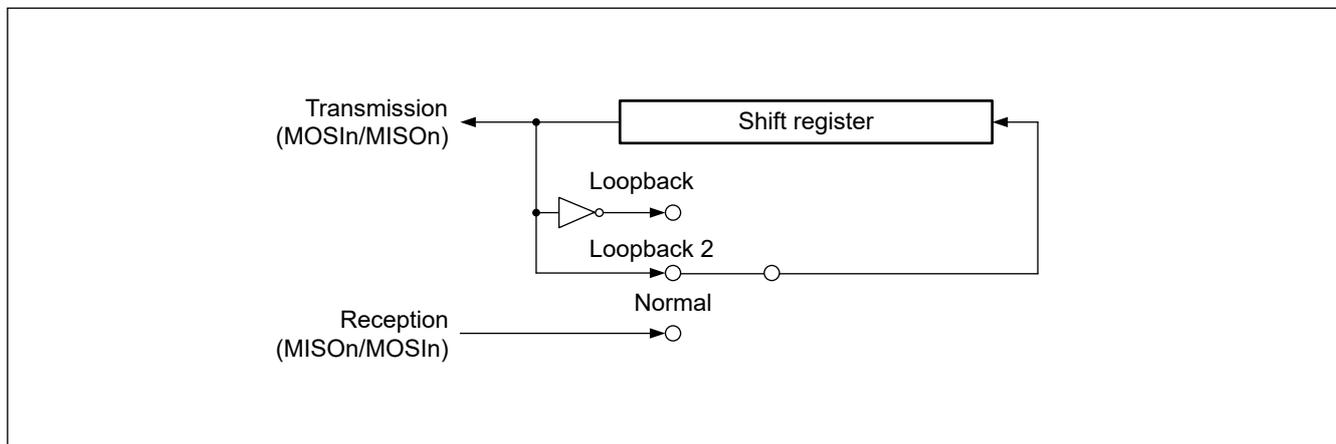 Transmission
(MOSIn/MISOn)
Shift register
Loopback
Loopback 2
Normal
Reception
(MISOn/MOSIn)